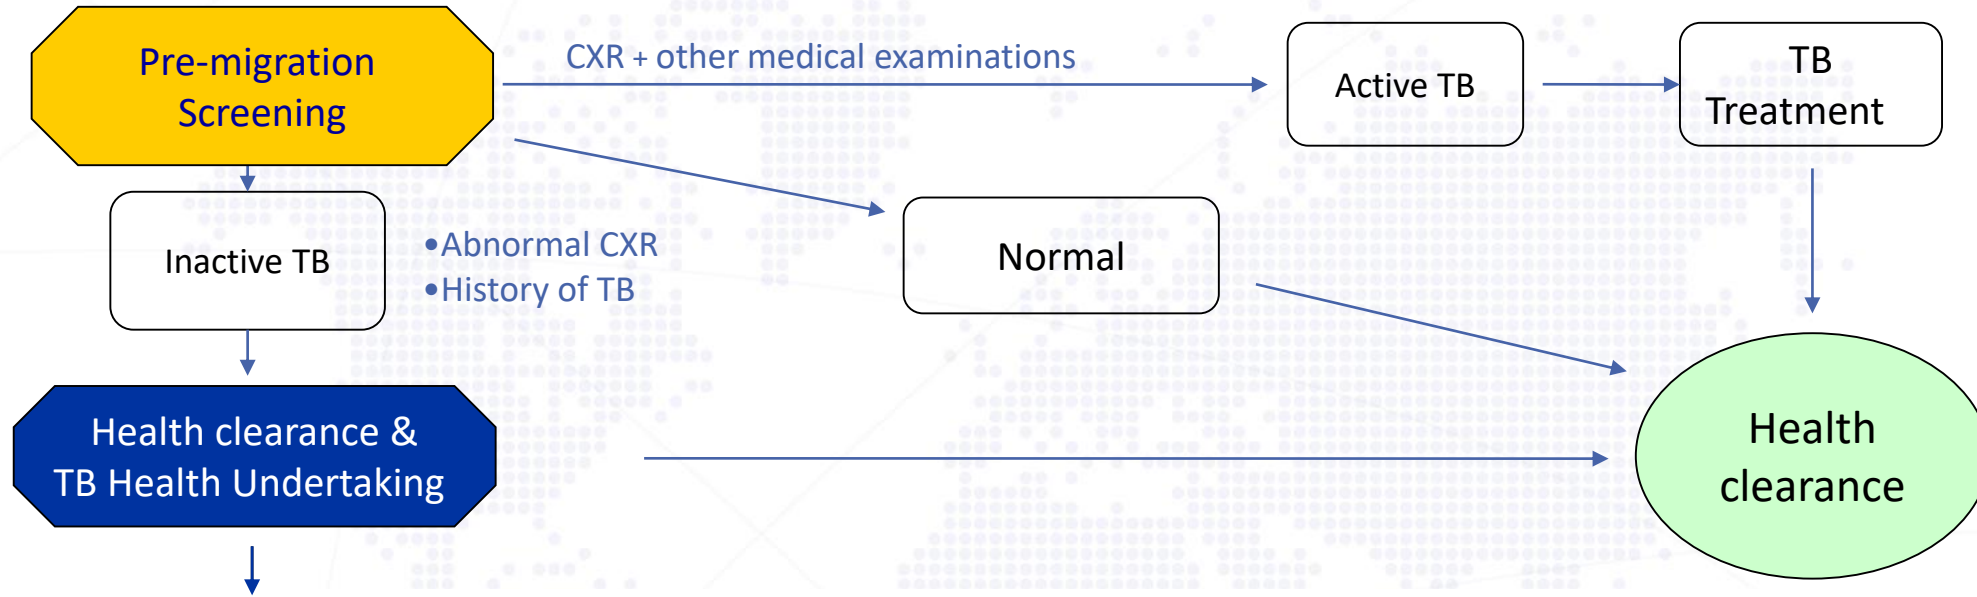 Pre-migration
Screening
CXR + other medical examinations
Active TB
TB
Treatment
Inactive TB
•Abnormal CXR
•History of TB
Normal
Health clearance &
TB Health Undertaking
Health
clearance